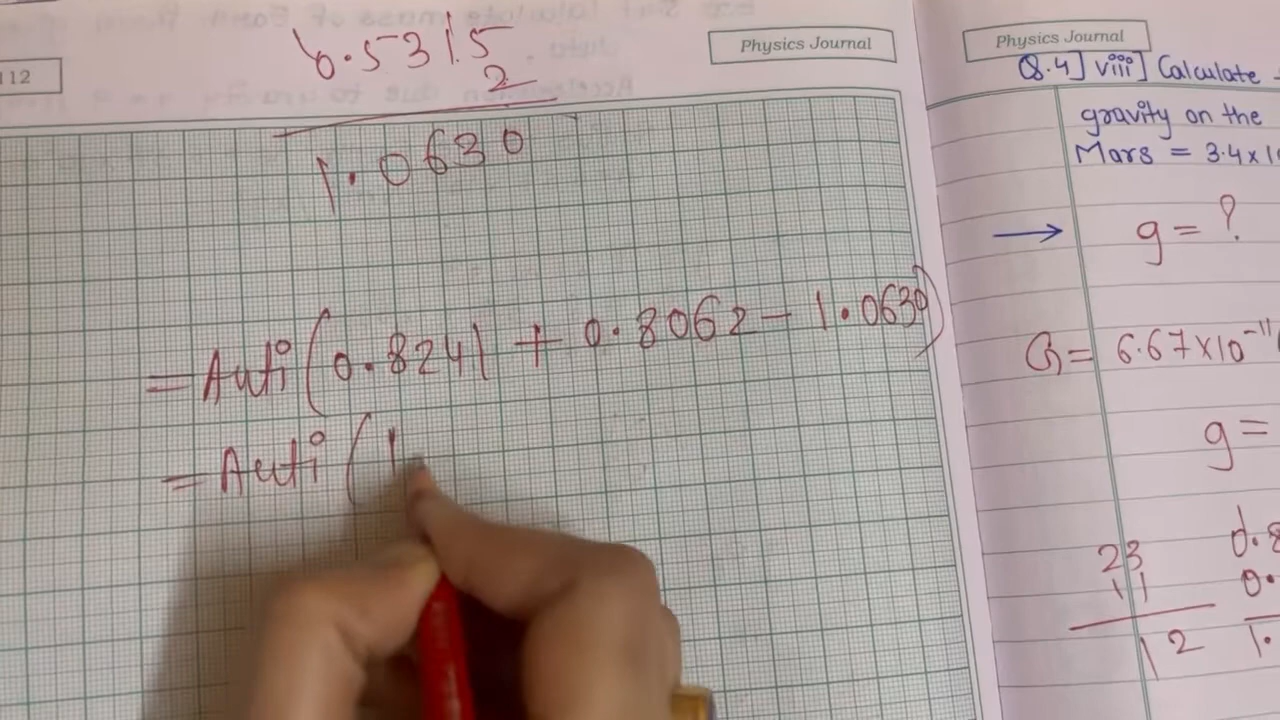 112
0.5315
2
1.0630
Physics Journal
= Anti (0.8241 + 0.8062 - 1.0630)
= Anti ( 1
Physics Journal
Q.4] viii] Calculate
gravity on the
Mars = 3.4 x 1
→ g = ?
G = 6.67 x 10⁻¹¹
g =
23
11
12
0.8
0.
1.